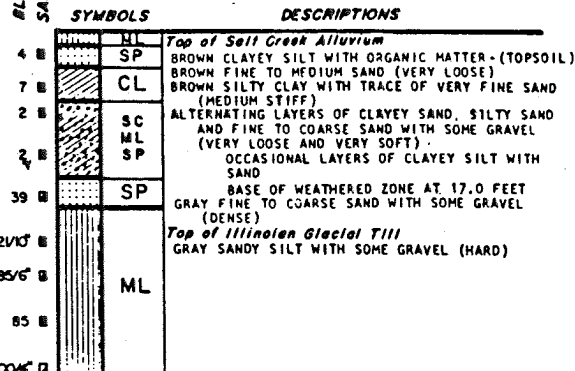 SYMBOLS DESCRIPTIONS
ML Top of Salt Creek Alluvium
4 SP BROWN CLAYEY SILT WITH ORGANIC MATTER - (TOPSOIL)
BROWN FINE TO MEDIUM SAND (VERY LOOSE)
7 CL BROWN SILTY CLAY WITH TRACE OF VERY FINE SAND
(MEDIUM STIFF)
2 SC ALTERNATING LAYERS OF CLAYEY SAND, SILTY SAND
ML AND FINE TO COARSE SAND WITH SOME GRAVEL
(VERY LOOSE AND VERY SOFT) .
2 SP OCCASIONAL LAYERS OF CLAYEY SILT WITH
SAND
SP BASE OF WEATHERED ZONE AT 17.0 FEET
39 GRAY FINE TO COARSE SAND WITH SOME GRAVEL
(DENSE)
Top of Illinoian Glacial Till
GRAY SANDY SILT WITH SOME GRAVEL (HARD)
ML
85